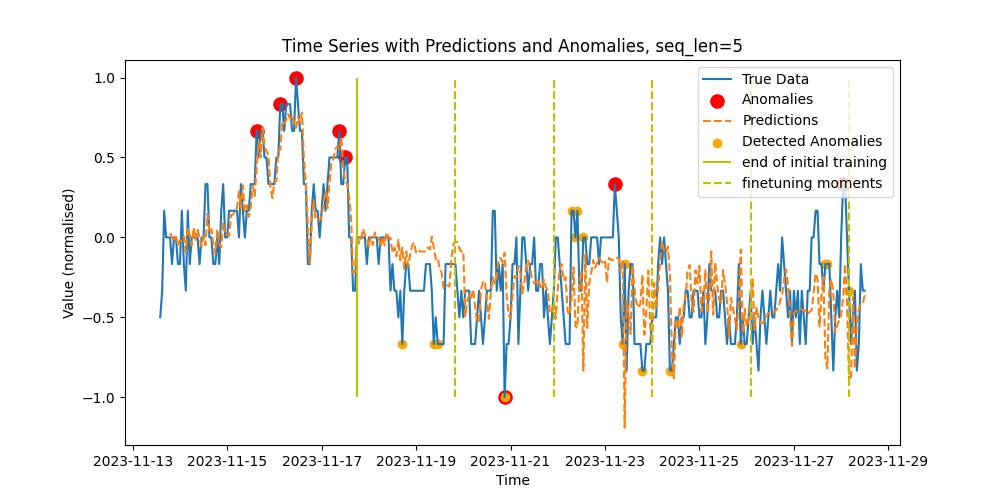 Time Series with Predictions and Anomalies, seq_len=5
True Data
Anomalies
Predictions
Detected Anomalies
end of initial training
finetuning moments
Value (normalised)
1.0
0.5
0.0
−0.5
−1.0
2023-11-13
2023-11-15
2023-11-17
2023-11-19
2023-11-21
2023-11-23
2023-11-25
2023-11-27
2023-11-29
Time